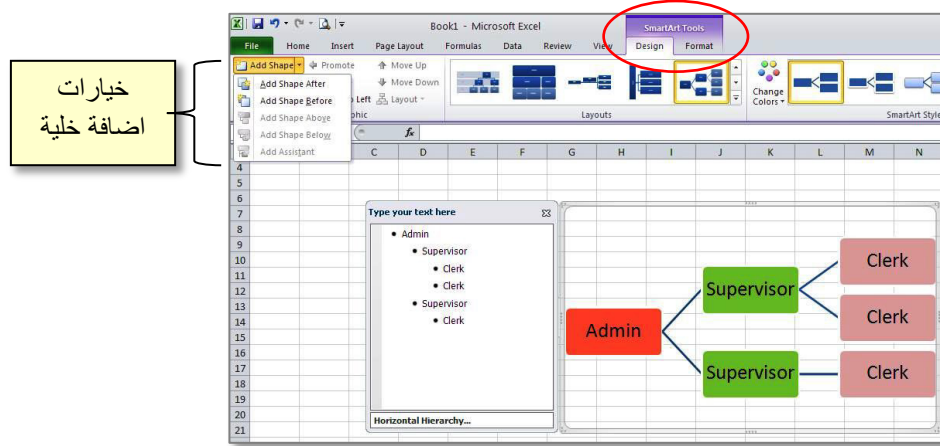 Book1 - Microsoft Excel
SmartArt Tools
File Home Insert Page Layout Formulas Data Review View Design Format
Add Shape Promote Move Up
Add Shape After Move Down
Add Shape Before Left Layout
Add Shape Above
Add Shape Below
Add Assistant
Layouts
Change
Colors
SmartArt Style
خيارات
اضافة خلية
fx
C D E F G H I J K L M N
4
5
6
7
8
9
10
11
12
13
14
15
16
17
18
19
20
21
Type your text here
Admin
Supervisor
Clerk
Clerk
Supervisor
Clerk
Horizontal Hierarchy...
Admin
Supervisor
Supervisor
Clerk
Clerk
Clerk